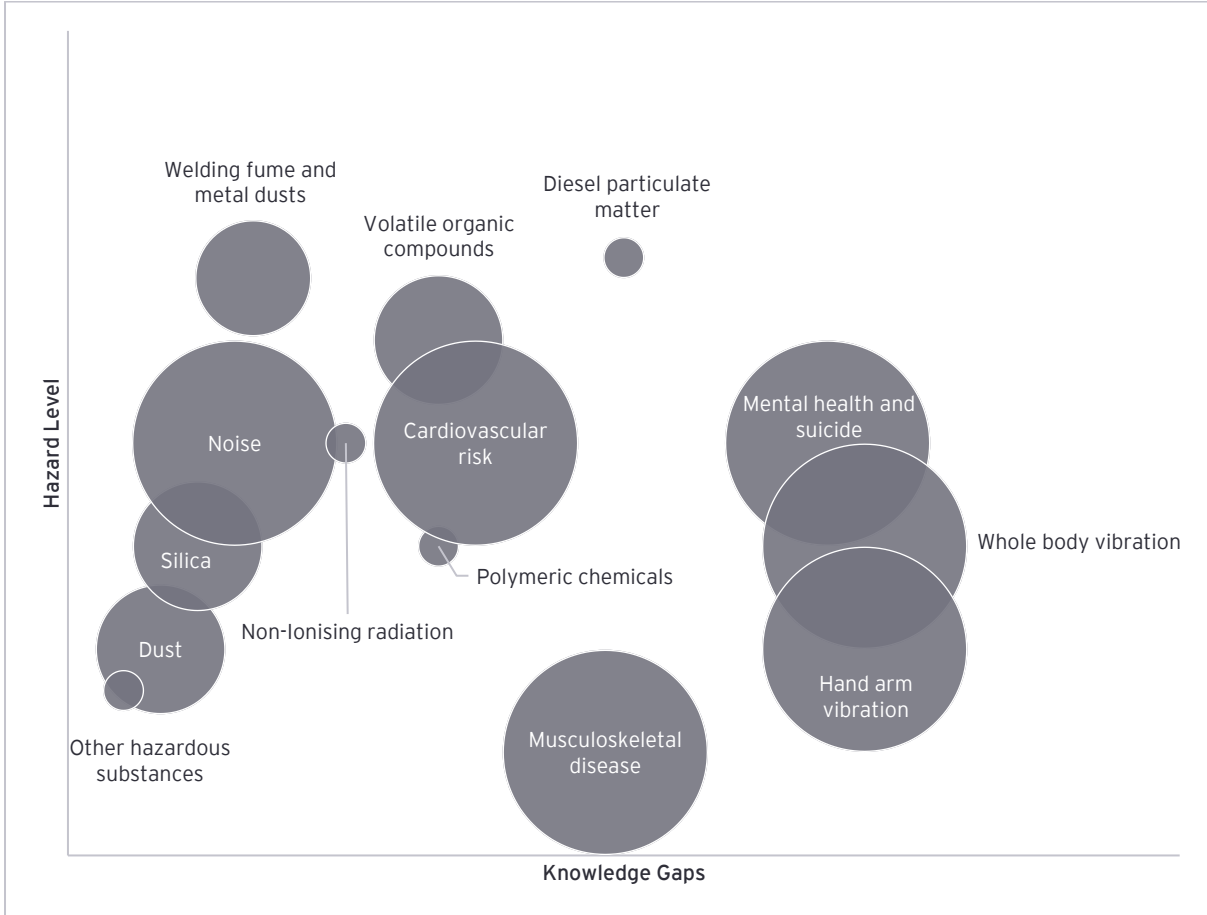 Welding fume and
metal dusts
Diesel particulate
matter
Volatile organic
compounds
Hazard Level
Noise
Cardiovascular
risk
Mental health and
suicide
Silica
Whole body vibration
Polymeric chemicals
Non-Ionising radiation
Dust
Hand arm
vibration
Musculoskeletal
disease
Other hazardous
substances
Knowledge Gaps